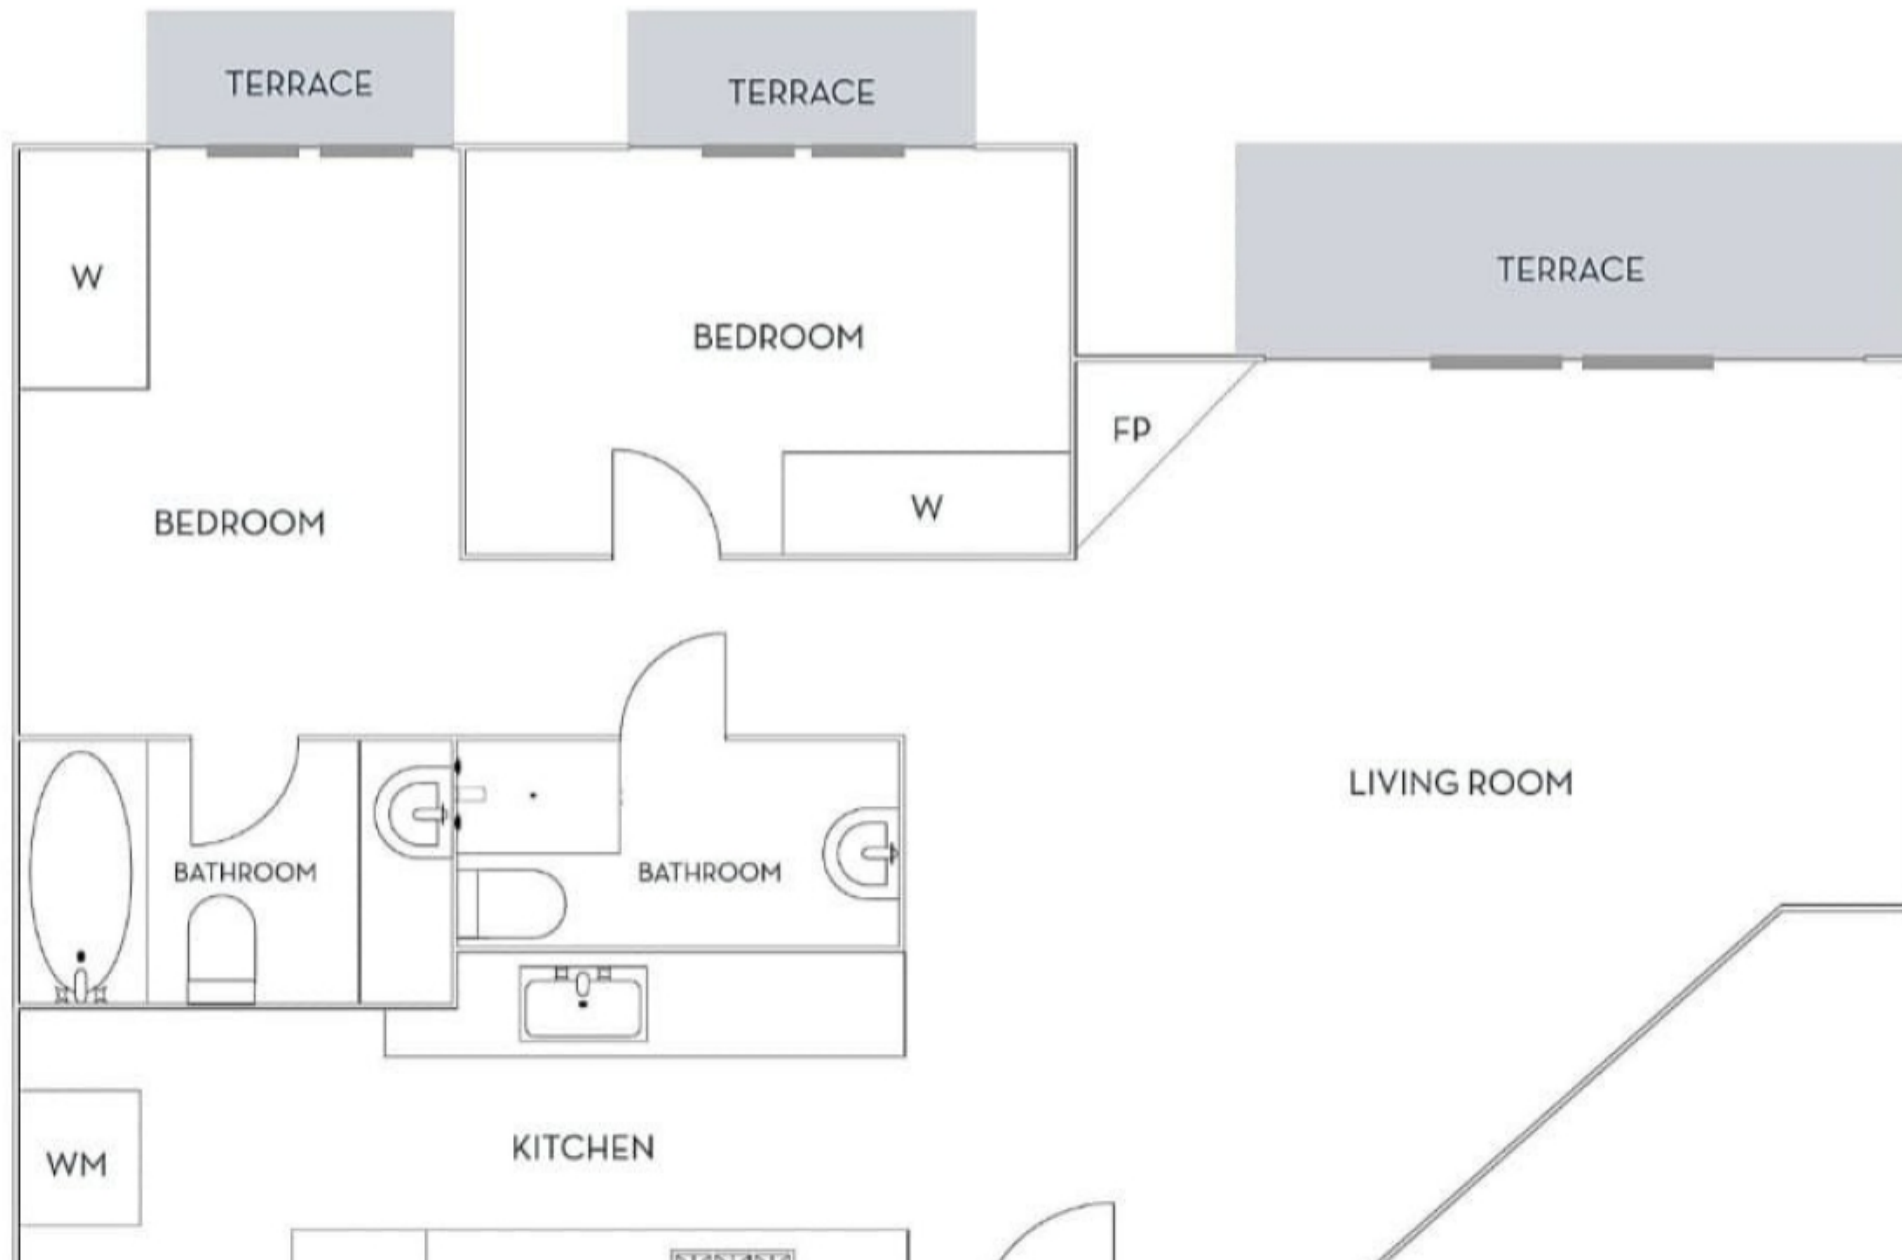 TERRACE
TERRACE
TERRACE
W
BEDROOM
FP
W
BEDROOM
LIVING ROOM
BATHROOM
BATHROOM
KITCHEN
WM